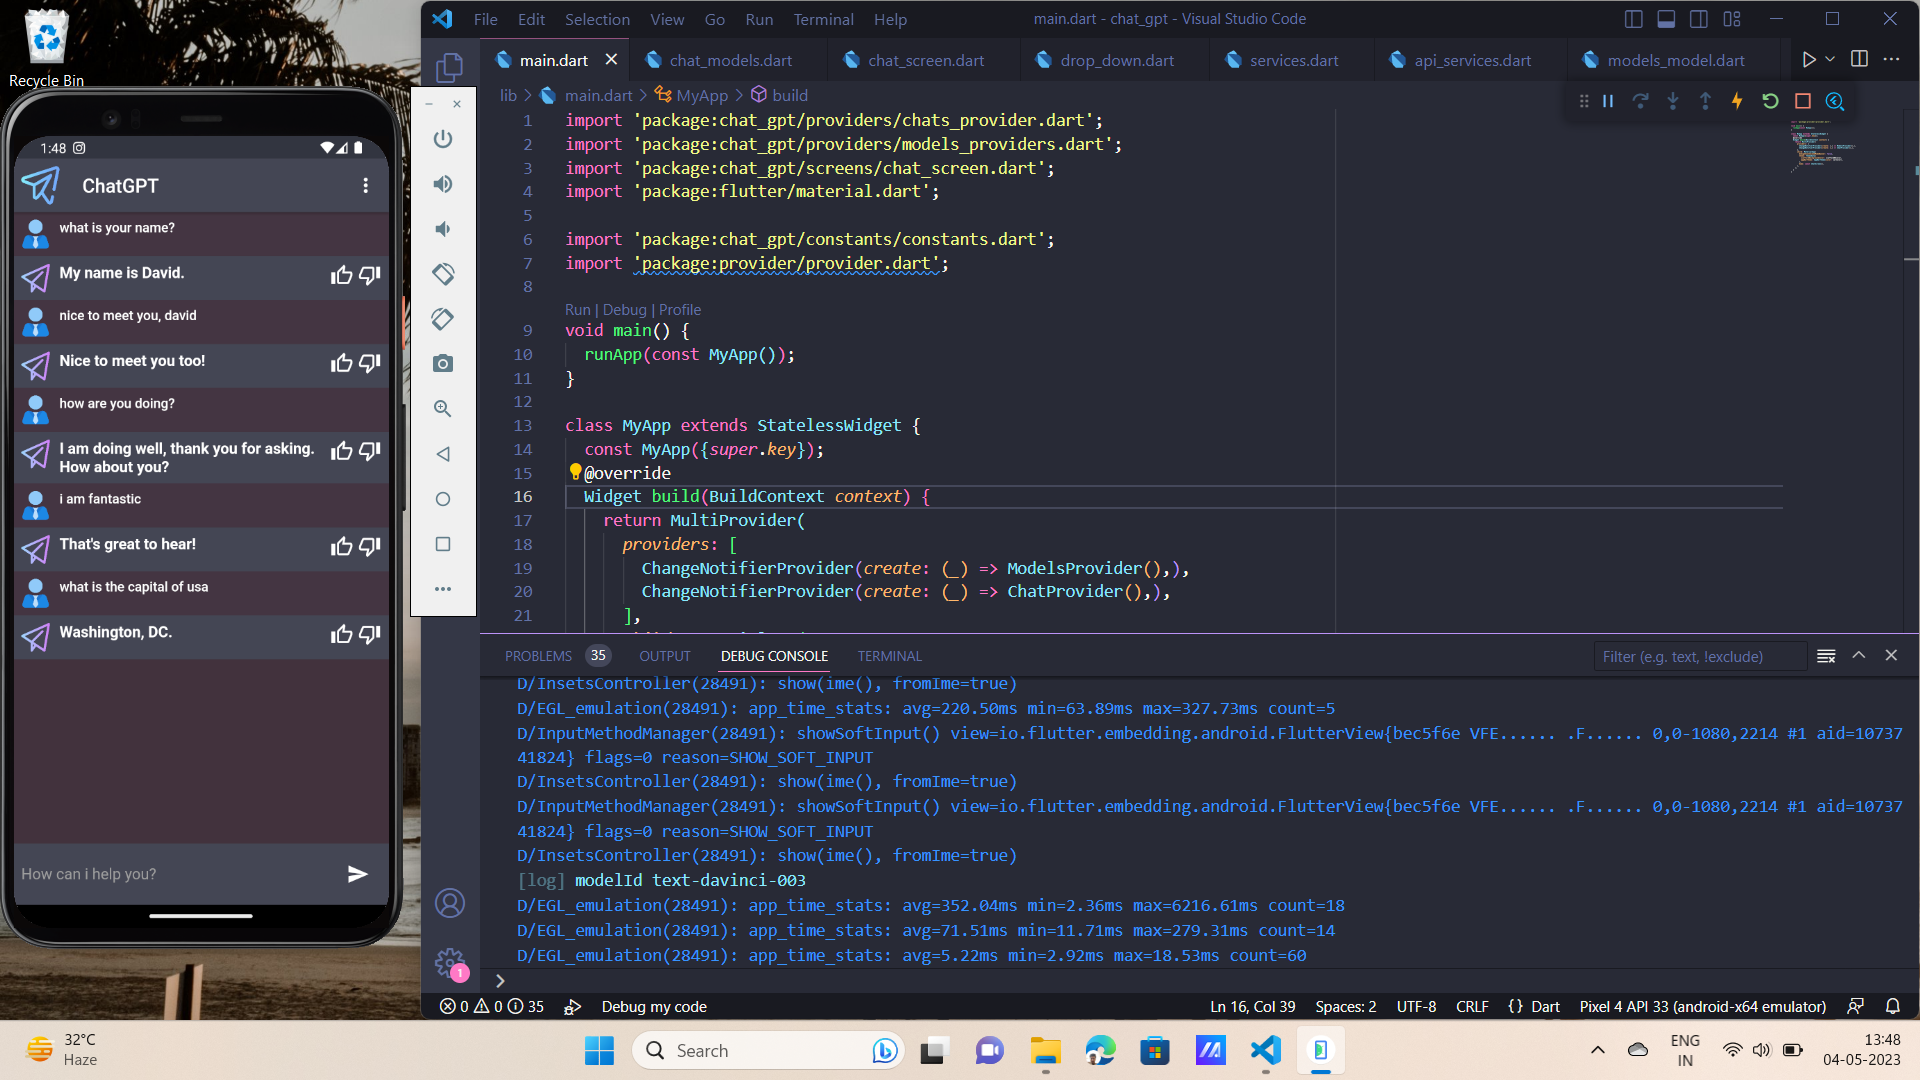 Recycle Bin
1:48
ChatGPT
what is your name?
My name is David.
nice to meet you, david
Nice to meet you too!
how are you doing?
I am doing well, thank you for asking.
How about you?
i am fantastic
That's great to hear!
what is the capital of usa
Washington, DC.
How can i help you?
File Edit Selection View Go Run Terminal Help
main.dart - chat_gpt - Visual Studio Code
main.dart chat_models.dart chat_screen.dart drop_down.dart services.dart api_services.dart models_model.dart
lib > main.dart > MyApp > build
1 import 'package:chat_gpt/providers/chats_provider.dart';
2 import 'package:chat_gpt/providers/models_providers.dart';
3 import 'package:chat_gpt/screens/chat_screen.dart';
4 import 'package:flutter/material.dart';
5
6 import 'package:chat_gpt/constants/constants.dart';
7 import 'package:provider/provider.dart';
8
Run | Debug | Profile
9 void main() {
10 runApp(const MyApp());
11 }
12
13 class MyApp extends StatelessWidget {
14 const MyApp({super.key});
15 @override
16 Widget build(BuildContext context) {
17 return MultiProvider(
18 providers: [
19 ChangeNotifierProvider(create: (_) => ModelsProvider(),),
20 ChangeNotifierProvider(create: (_) => ChatProvider(),),
21 ],
PROBLEMS 35 OUTPUT DEBUG CONSOLE TERMINAL
Filter (e.g. text, !exclude)
D/InsetsController(28491): show(ime(), fromIme=true)
D/EGL_emulation(28491): app_time_stats: avg=220.50ms min=63.89ms max=327.73ms count=5
D/InputMethodManager(28491): showSoftInput() view=io.flutter.embedding.android.FlutterView{bec5f6e VFE...... .F...... 0,0-1080,2214 #1 aid=10737
41824} flags=0 reason=SHOW_SOFT_INPUT
D/InsetsController(28491): show(ime(), fromIme=true)
D/InputMethodManager(28491): showSoftInput() view=io.flutter.embedding.android.FlutterView{bec5f6e VFE...... .F...... 0,0-1080,2214 #1 aid=10737
41824} flags=0 reason=SHOW_SOFT_INPUT
D/InsetsController(28491): show(ime(), fromIme=true)
[log] modelId text-davinci-003
D/EGL_emulation(28491): app_time_stats: avg=352.04ms min=2.36ms max=6216.61ms count=18
D/EGL_emulation(28491): app_time_stats: avg=71.51ms min=11.71ms max=279.31ms count=14
D/EGL_emulation(28491): app_time_stats: avg=5.22ms min=2.92ms max=18.53ms count=60
1
0 0 35 Debug my code
Ln 16, Col 39 Spaces: 2 UTF-8 CRLF {} Dart Pixel 4 API 33 (android-x64 emulator)
32°C
Haze
Search
ENG
IN
13:48
04-05-2023